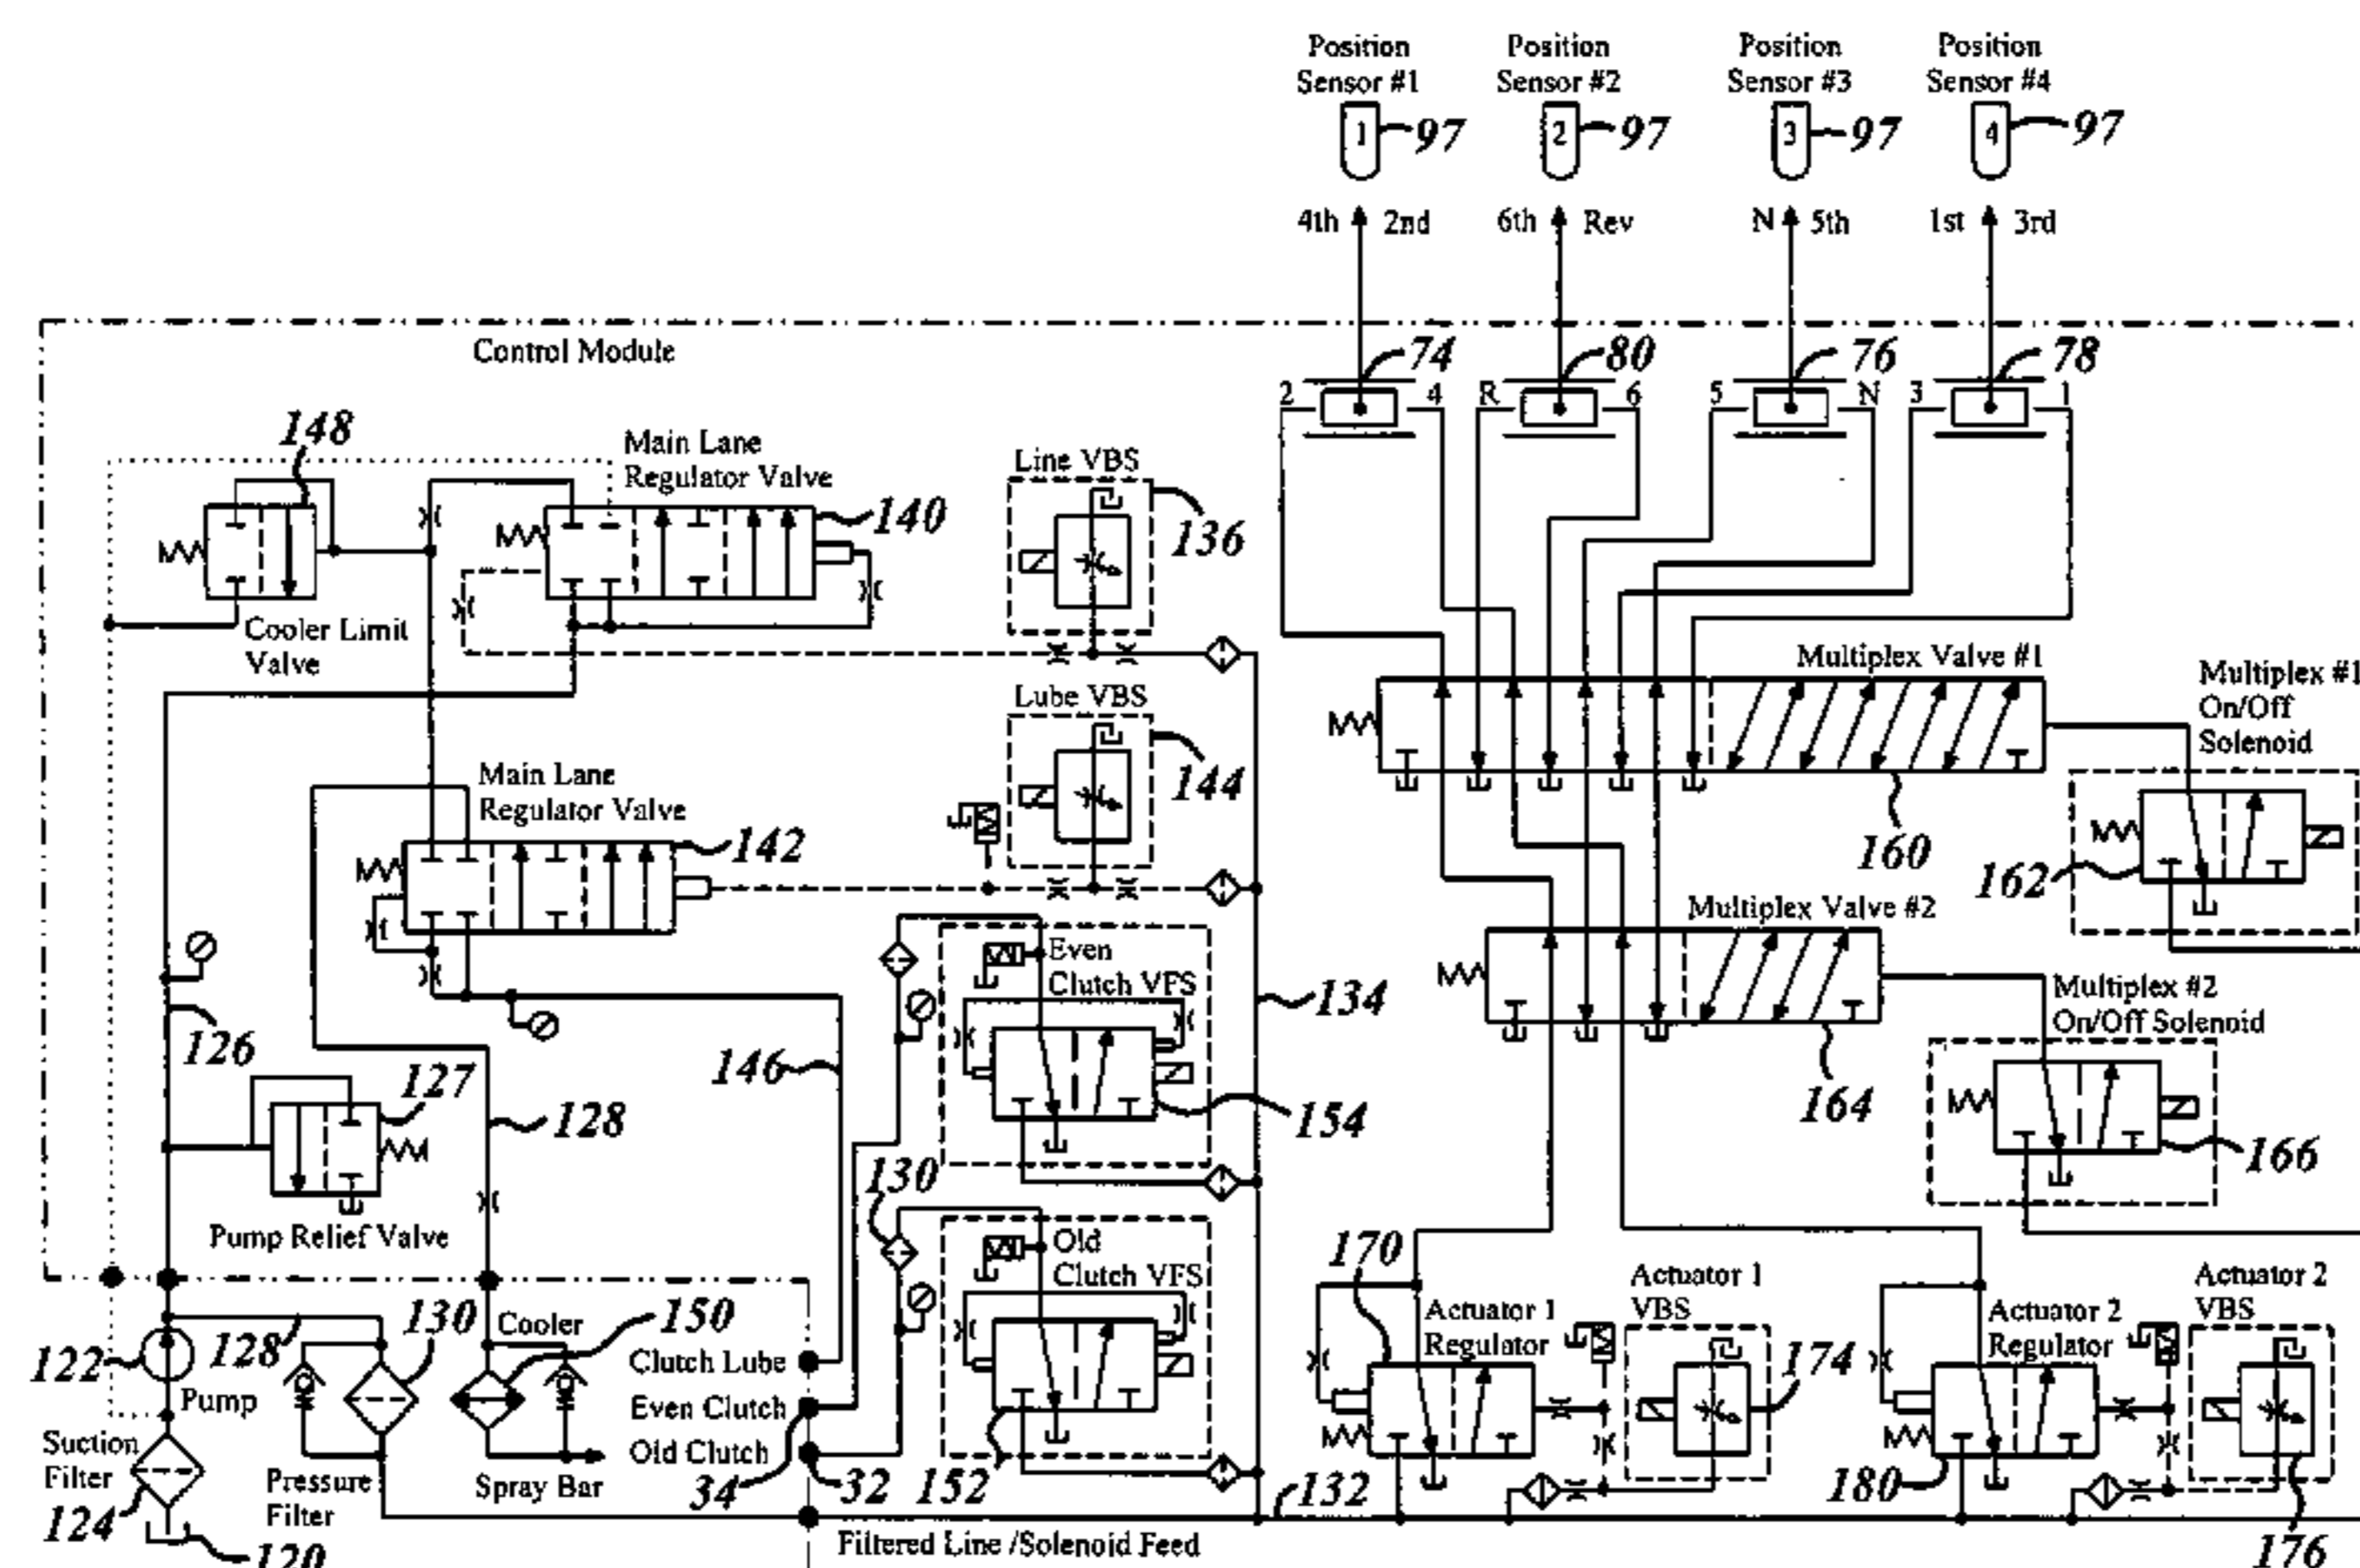 Position Position Position Position
Sensor #1 Sensor #2 Sensor #3 Sensor #4
1 97 2 97 3 97 4 97
4th 2nd 6th Rev N 5th 1st 3rd
Control Module
74 80 76 78
2 4 R 6 5 N 3 1
148
Main Lane
Regulator Valve
140
Line VBS
136
Cooler Limit
Valve
Multiplex Valve #1
Multiplex #1
On/Off
Solenoid
Lube VBS
144
Main Lane
Regulator Valve
142
160
162
Multiplex Valve #2
Even
Clutch VFS
134
Multiplex #2
On/Off Solenoid
126
146
127
128
154
164
166
130
Pump Relief Valve
Old
Clutch VFS
170
Actuator 1
Regulator
Actuator 1
VBS
Actuator 2
Regulator
Actuator 2
VBS
122
128
130
Cooler
150
Clutch Lube
174
Pump
Even Clutch
Suction
Filter
Old Clutch
124
Pressure
Filter
Spray Bar
34
32
152
132
180
120
Filtered Line /Solenoid Feed
176